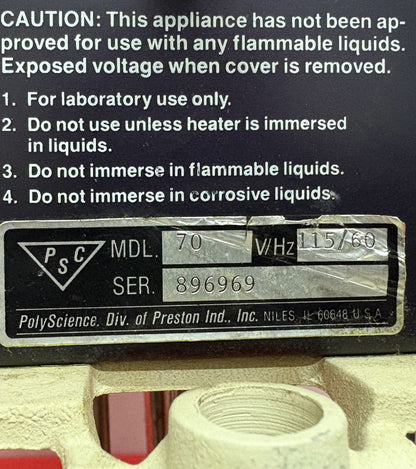 CAUTION: This appliance has not been ap-
proved for use with any flammable liquids.
Exposed voltage when cover is removed.
1. For laboratory use only.
2. Do not use unless heater is immersed
in liquids.
3. Do not immerse in flammable liquids.
4. Do not immerse in corrosive liquids.
PSC MDL. 70 V/Hz 115/60
SER. 896969
PolyScience, Div. of Preston Ind., Inc. NILES, IL 60648 U.S.A.